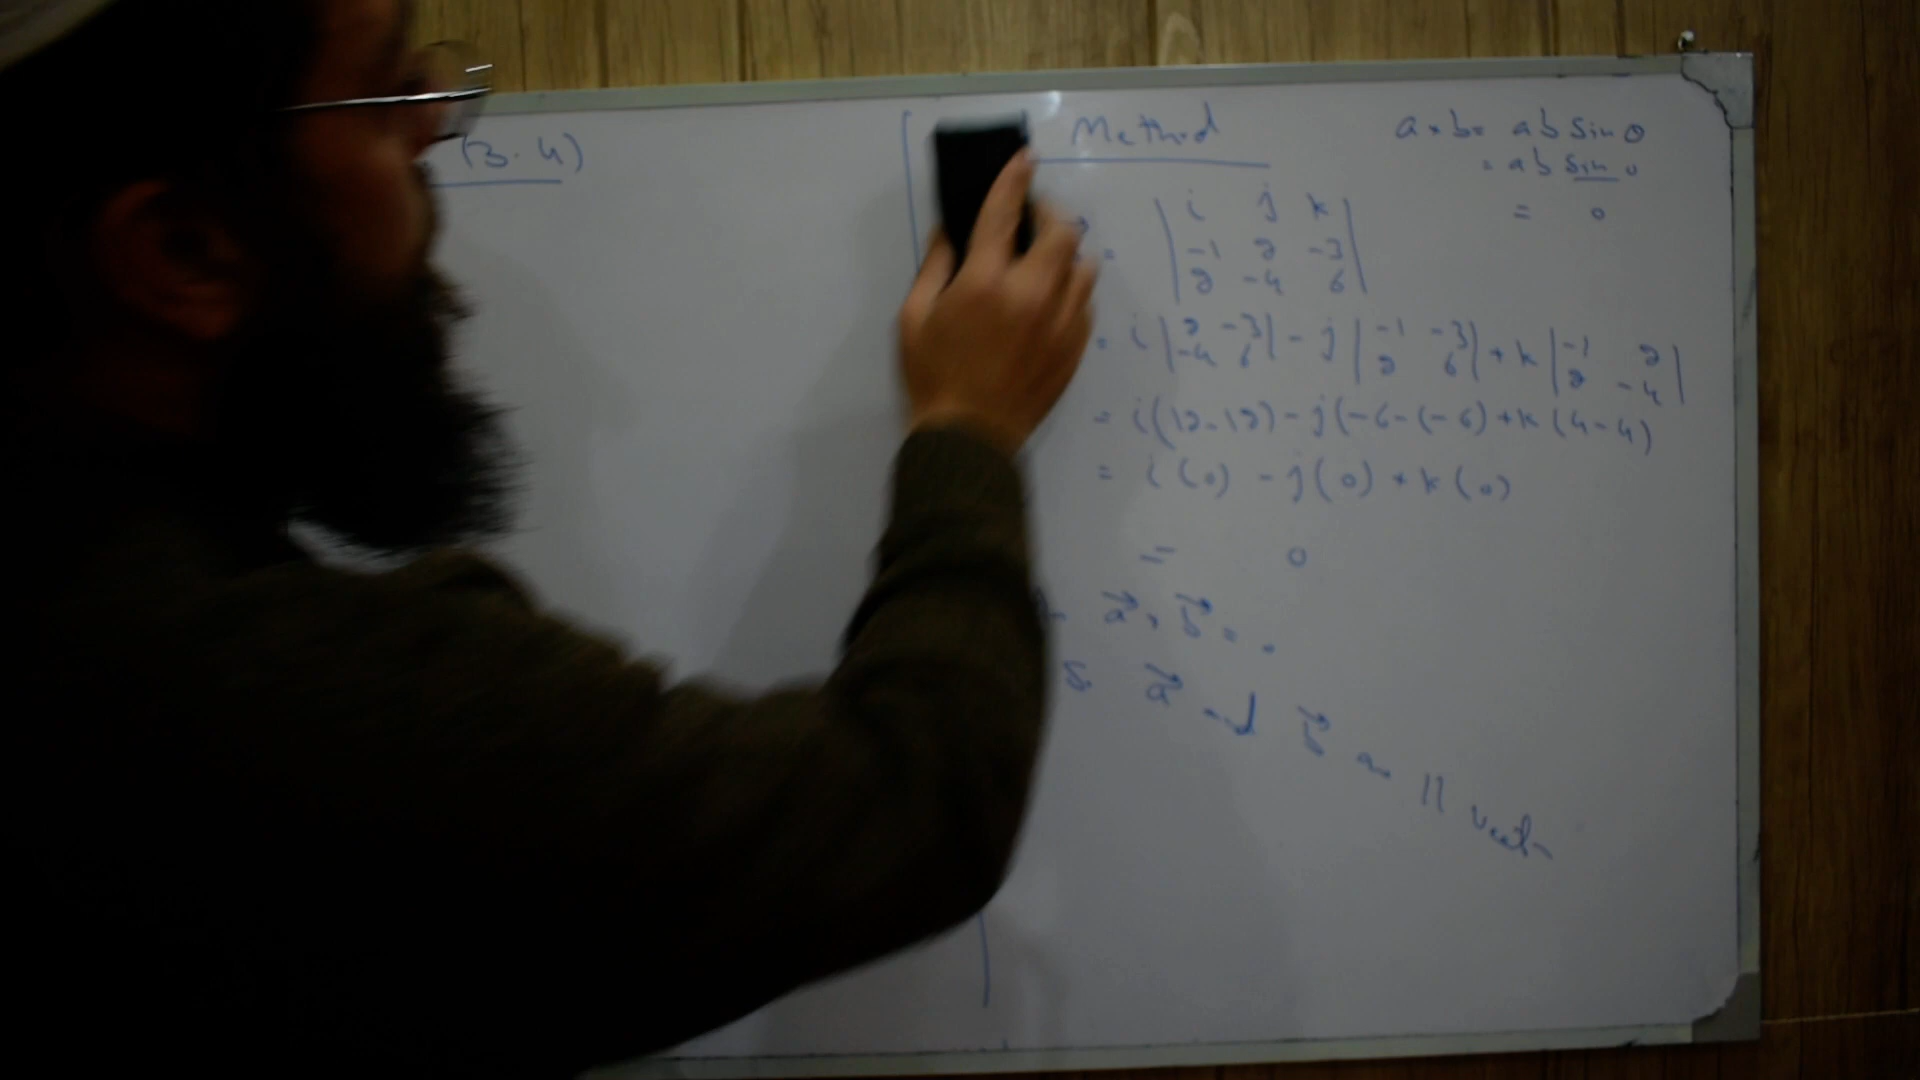 (3.4)
Method
a × b = ab sin θ
= ab sin 0
= 0
= | i j k |
| -1 2 -3 |
| 2 -4 6 |
= i | 2 -3 | - j | -1 -3 | + k | -1 2 |
| -4 6 | | 2 6 | | 2 -4 |
= i(12-12) - j(-6-(-6) + k(4-4)
= i(0) - j(0) + k(0)
= 0
a⃗ × b⃗ = 0
So a⃗ and b⃗ are || vector